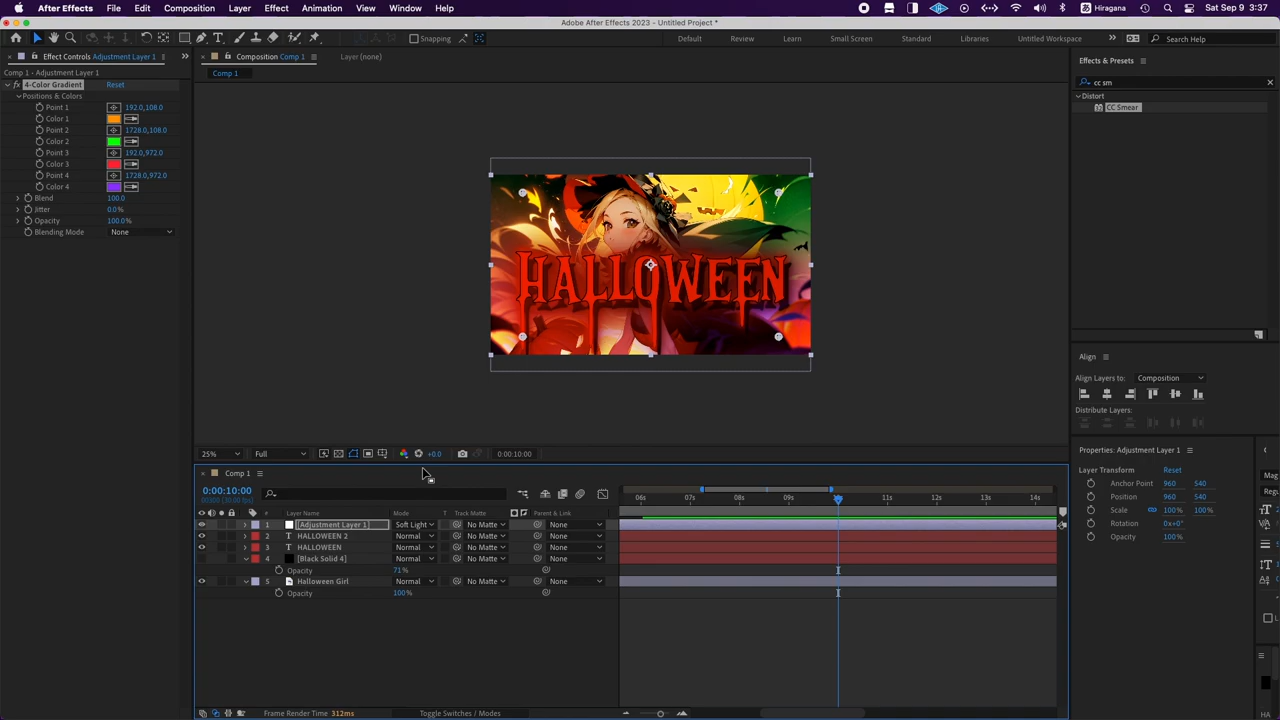 After Effects File Edit Composition Layer Effect Animation View Window Help Hiragana Sat Sep 9 3:37
Adobe After Effects 2023 - Untitled Project *
Snapping Default Review Learn Small Screen Standard Libraries Untitled Workspace Search Help
Effect Controls Adjustment Layer 1
Comp 1 - Adjustment Layer 1
fx 4-Color Gradient Reset
Positions & Colors
Point 1 192.0,108.0
Color 1
Point 2 1728.0,108.0
Color 2
Point 3 192.0,972.0
Color 3
Point 4 1728.0,972.0
Color 4
Blend 100.0
Jitter 0.0%
Opacity 100.0%
Blending Mode None
Composition Comp 1 Layer (none)
Comp 1
HALLOWEEN
25% Full +0.0 0:00:10:00
Effects & Presets
cc sm
Distort
CC Smear
Align
Align Layers to: Composition
Distribute Layers:
Properties: Adjustment Layer 1
Layer Transform Reset
Anchor Point 960 540
Position 960 540
Scale 100% 100%
Rotation 0x+0°
Opacity 100%
Comp 1
0:00:10:00
06s 07s 08s 09s 10s 11s 12s 13s 14s
# Layer Name Mode T Track Matte Parent & Link
1 [Adjustment Layer 1] Soft Light No Matte None
2 T HALLOWEEN 2 Normal No Matte None
3 T HALLOWEEN Normal No Matte None
4 [Black Solid 4] Normal No Matte None
Opacity 71%
5 Halloween Girl Normal No Matte None
Opacity 100%
Frame Render Time 312ms Toggle Switches / Modes